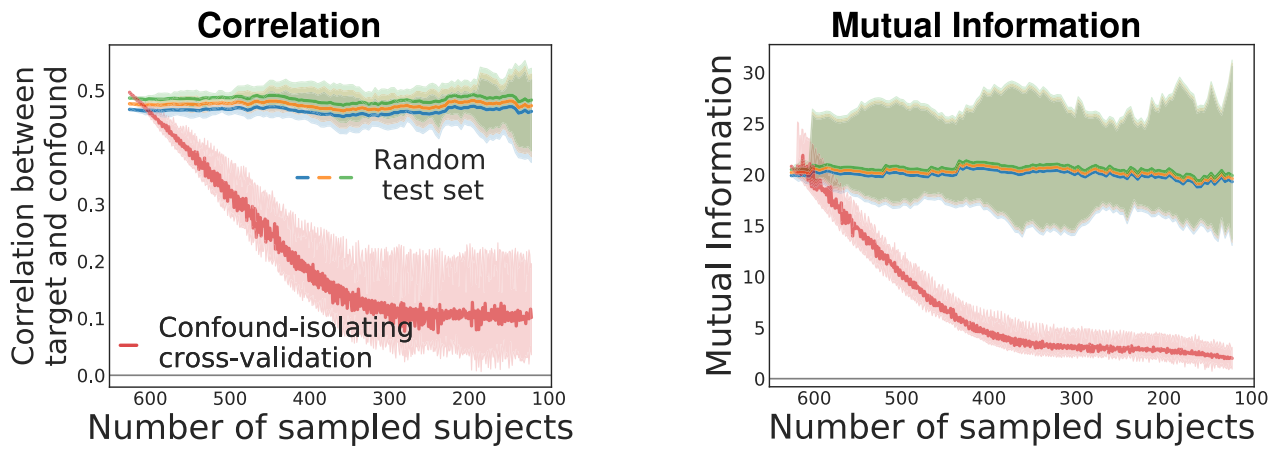 Correlation
Correlation between
target and confound
0.5
0.4
0.3
0.2
0.1
0.0
Random
test set
Confound-isolating
cross-validation
600 500 400 300 200 100
Number of sampled subjects
Mutual Information
Mutual Information
30
25
20
15
10
5
0
600 500 400 300 200 100
Number of sampled subjects